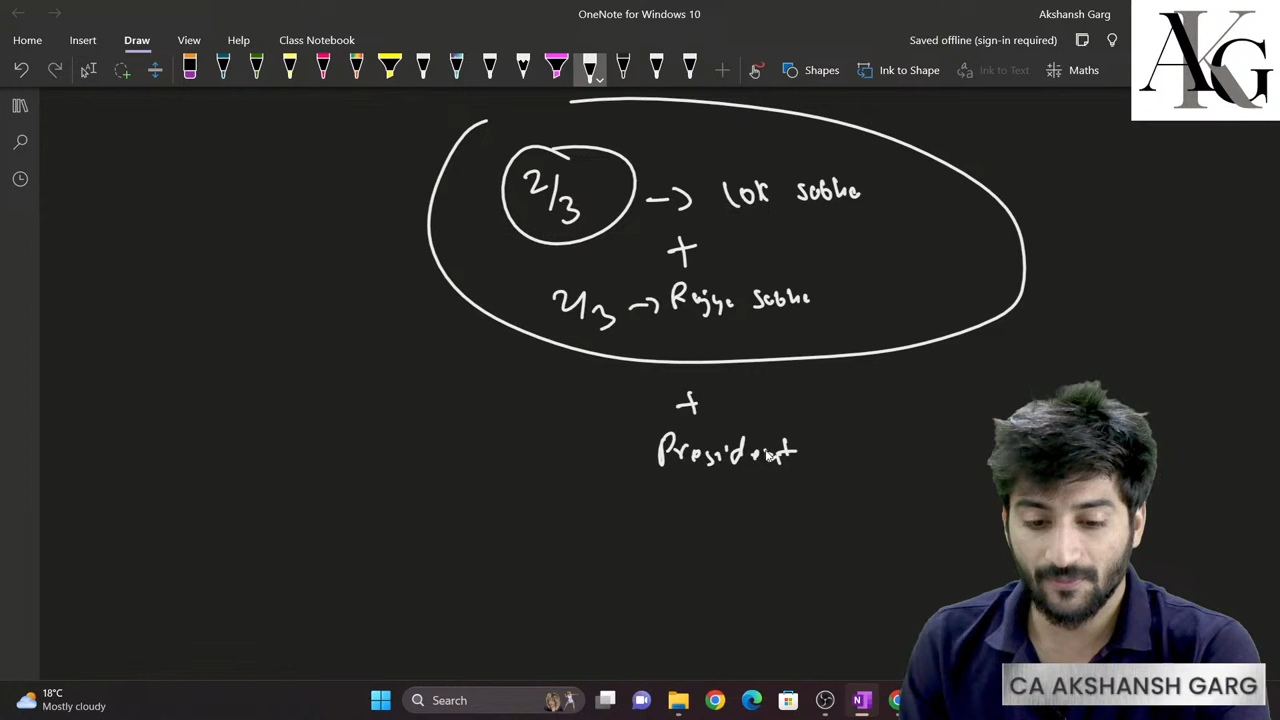 OneNote for Windows 10
Akshansh Garg
Home Insert Draw View Help Class Notebook
Saved offline (sign-in required)
Shapes Ink to Shape Ink to Text Maths
AKG
2/3 → lok sabha
+
2/3 → Rajya sabha
+
President
CA AKSHANSH GARG
18°C
Mostly cloudy
Search